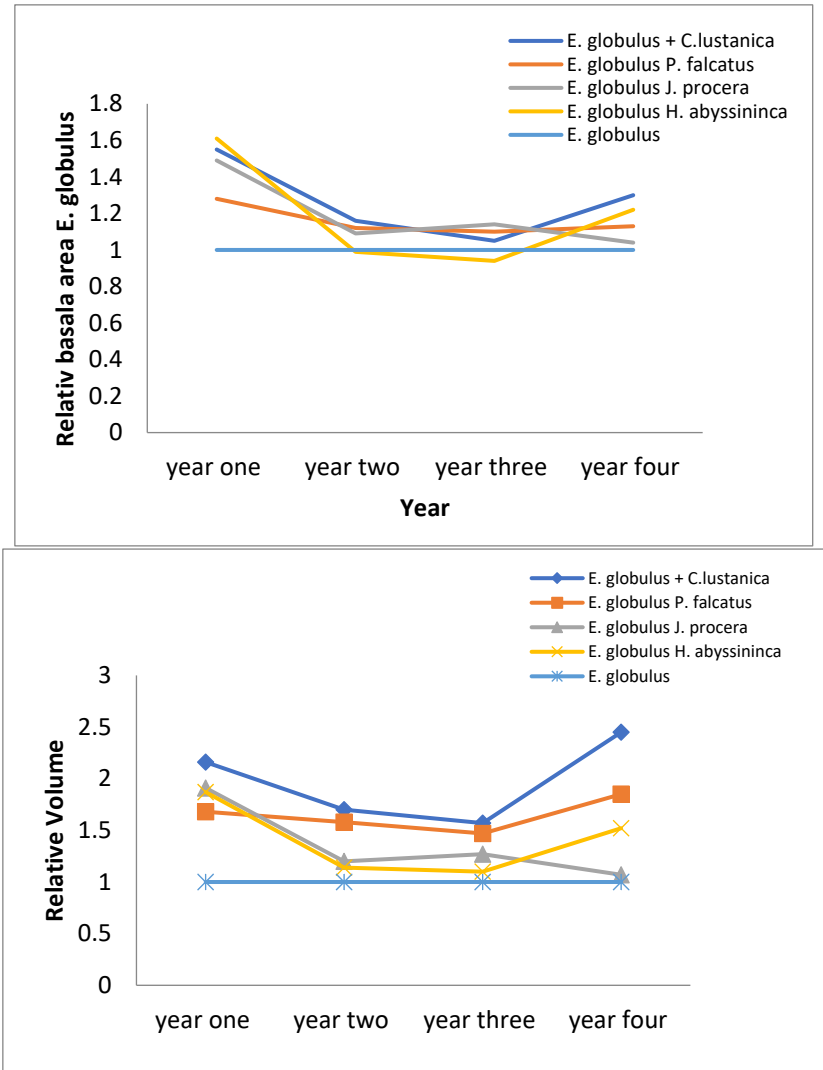 E. globulus + C.lustanica
E. globulus P. falcatus
E. globulus J. procera
E. globulus H. abyssininca
E. globulus
Relativ basala area E. globulus
1.8
1.6
1.4
1.2
1
0.8
0.6
0.4
0.2
0
year one year two year three year four
Year
E. globulus + C.lustanica
E. globulus P. falcatus
E. globulus J. procera
E. globulus H. abyssininca
E. globulus
Relative Volume
3
2.5
2
1.5
1
0.5
0
year one year two year three year four